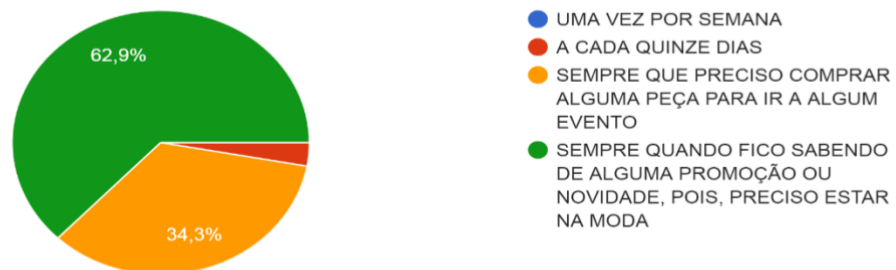 62,9%
34,3%
UMA VEZ POR SEMANA
A CADA QUINZE DIAS
SEMPRE QUE PRECISO COMPRAR
ALGUMA PEÇA PARA IR A ALGUM
EVENTO
SEMPRE QUANDO FICO SABENDO
DE ALGUMA PROMOÇÃO OU
NOVIDADE, POIS, PRECISO ESTAR
NA MODA